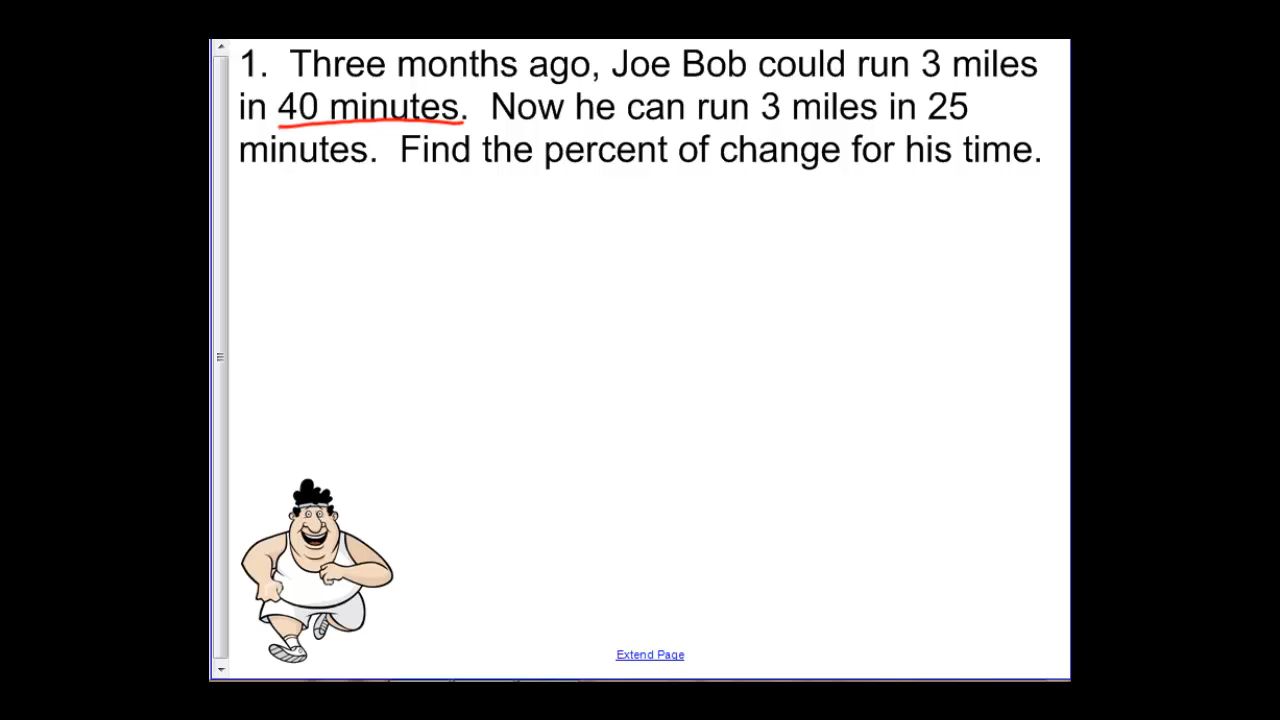 1.  Three months ago, Joe Bob could run 3 miles
in 40 minutes.  Now he can run 3 miles in 25
minutes.  Find the percent of change for his time.
Extend Page